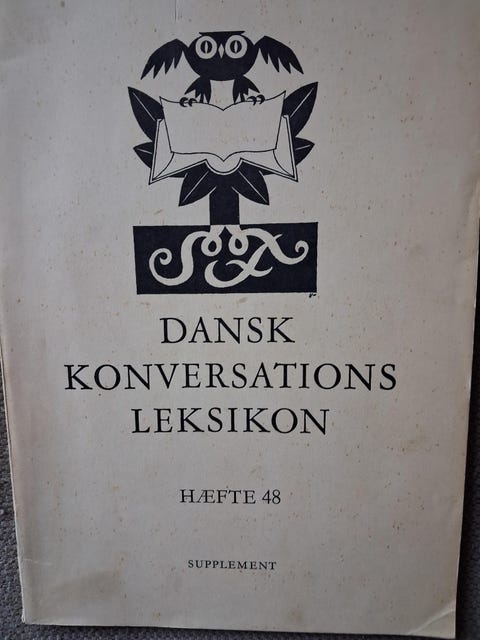 DANSK
KONVERSATIONS
LEKSIKON
HÆFTE 48
SUPPLEMENT